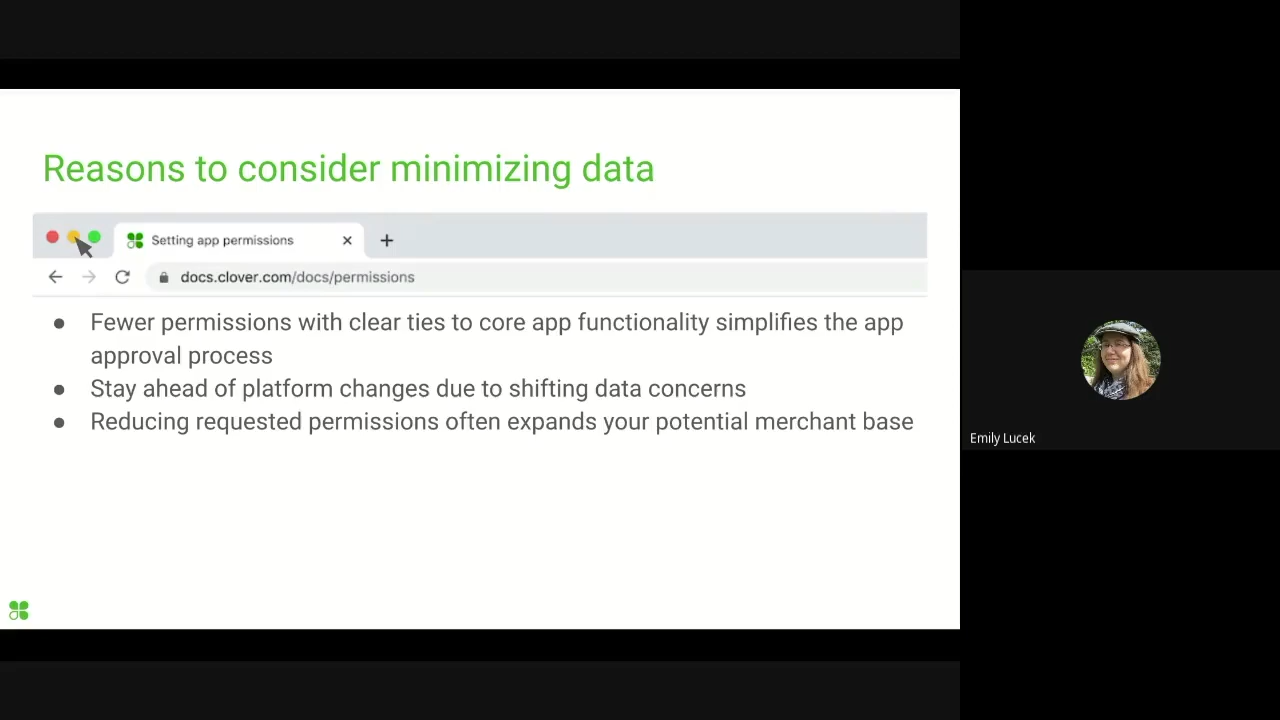 Reasons to consider minimizing data
Setting app permissions
docs.clover.com/docs/permissions
● Fewer permissions with clear ties to core app functionality simplifies the app
approval process
● Stay ahead of platform changes due to shifting data concerns
● Reducing requested permissions often expands your potential merchant base
Emily Lucek